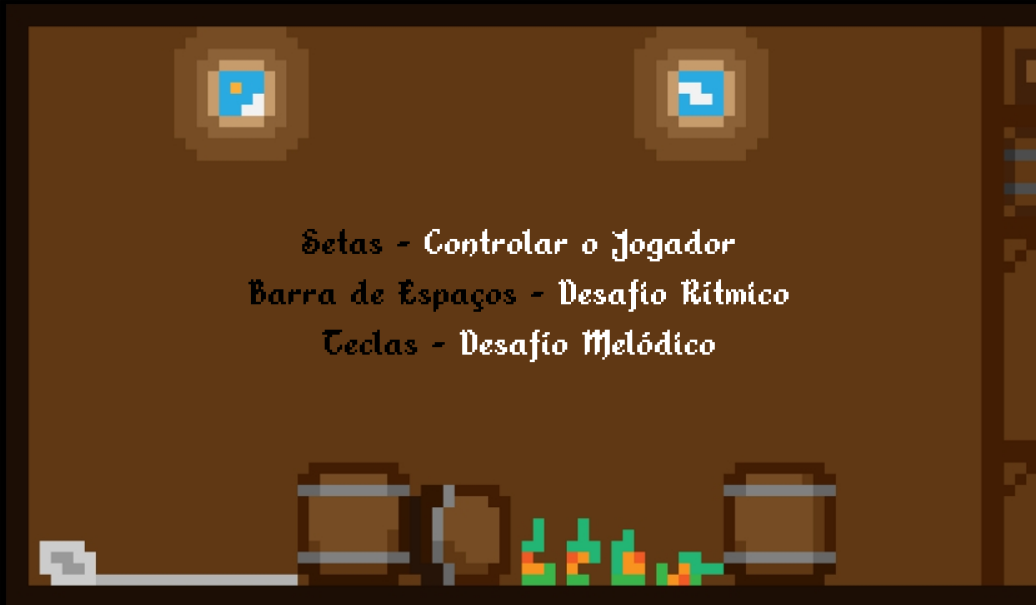 Setas - Controlar o Jogador
Barra de Espaços - Desafio Rítmico
Teclas - Desafio Melódico